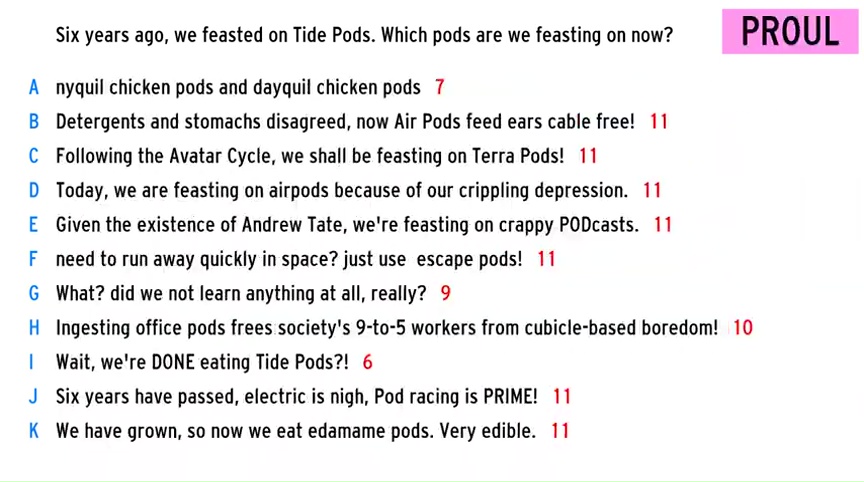 Six years ago, we feasted on Tide Pods. Which pods are we feasting on now?
PROUL
A nyquil chicken pods and dayquil chicken pods 7
B Detergents and stomachs disagreed, now Air Pods feed ears cable free! 11
C Following the Avatar Cycle, we shall be feasting on Terra Pods! 11
D Today, we are feasting on airpods because of our crippling depression. 11
E Given the existence of Andrew Tate, we're feasting on crappy PODcasts. 11
F need to run away quickly in space? just use escape pods! 11
G What? did we not learn anything at all, really? 9
H Ingesting office pods frees society's 9-to-5 workers from cubicle-based boredom! 10
I Wait, we're DONE eating Tide Pods?! 6
J Six years have passed, electric is nigh, Pod racing is PRIME! 11
K We have grown, so now we eat edamame pods. Very edible. 11